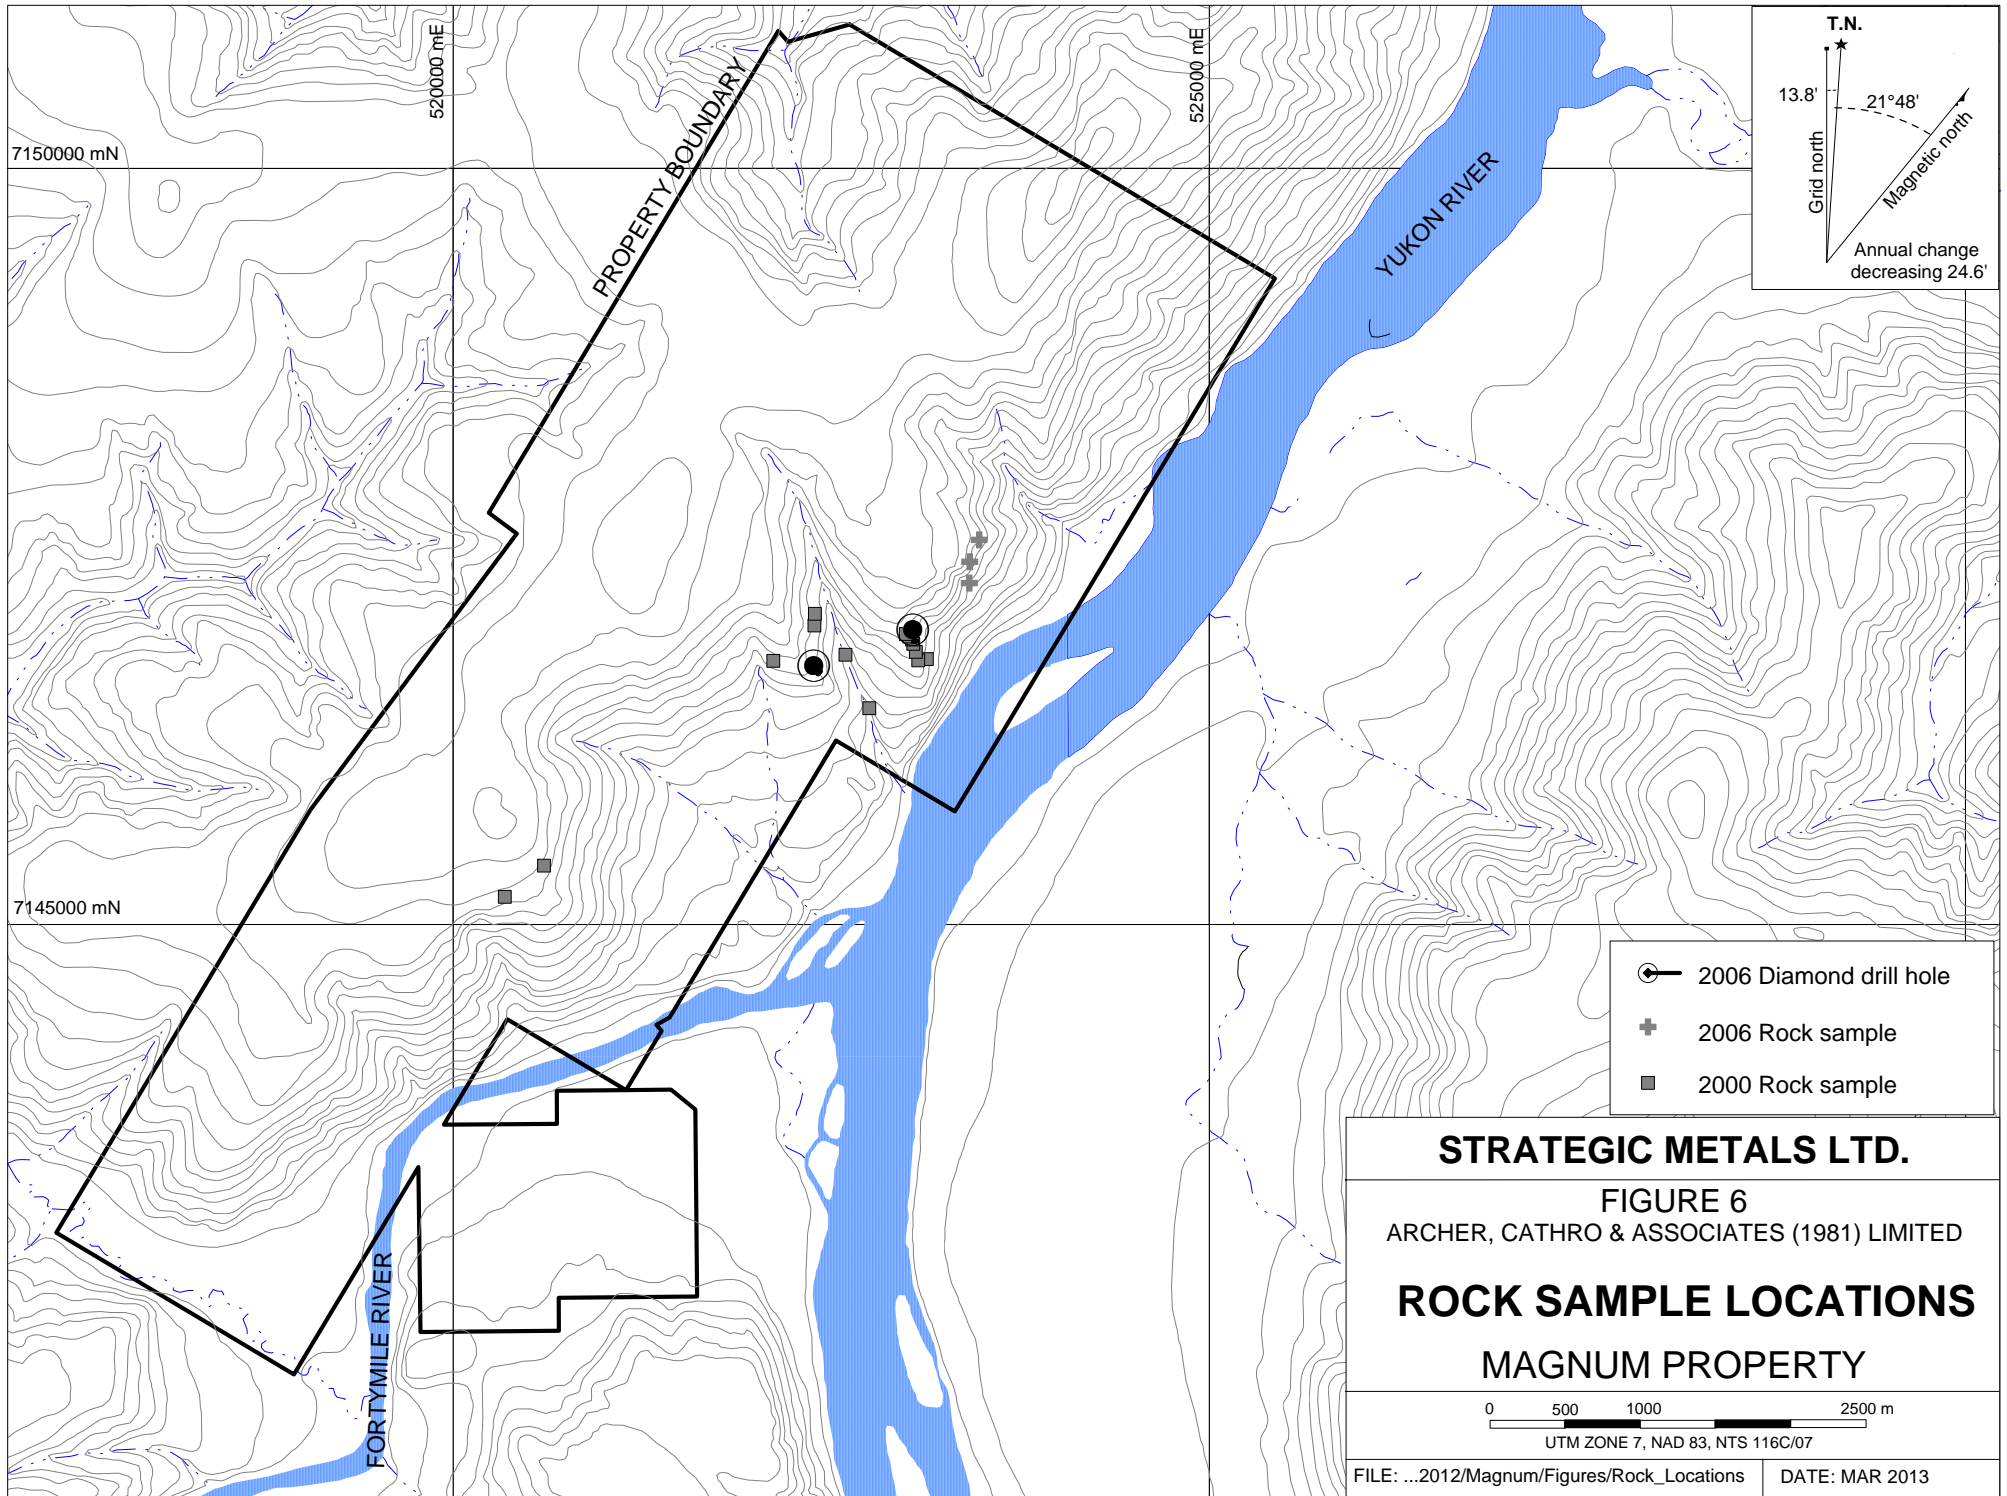 520000 mE
525000 mE
7150000 mN
7145000 mN
PROPERTY BOUNDARY
YUKON RIVER
FORTYMILE RIVER
T.N.
13.8'
21°48'
Grid north
Magnetic north
Annual change
decreasing 24.6'
2006 Diamond drill hole
2006 Rock sample
2000 Rock sample
STRATEGIC METALS LTD.
FIGURE 6
ARCHER, CATHRO & ASSOCIATES (1981) LIMITED
ROCK SAMPLE LOCATIONS
MAGNUM PROPERTY
0 500 1000 2500 m
UTM ZONE 7, NAD 83, NTS 116C/07
FILE: ...2012/Magnum/Figures/Rock_Locations
DATE: MAR 2013